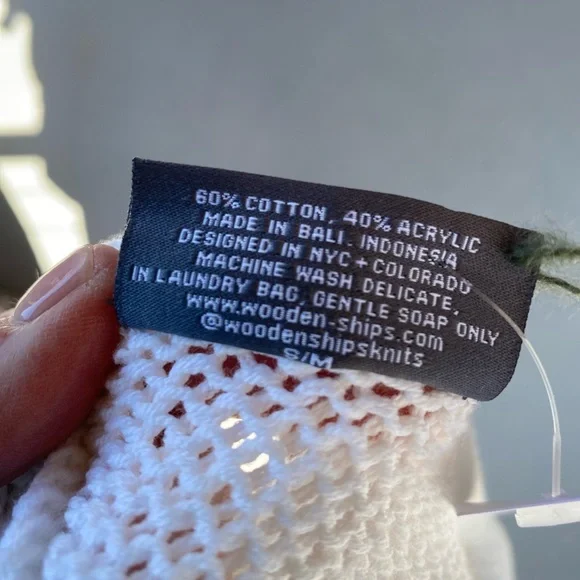 60% COTTON, 40% ACRYLIC
MADE IN BALI, INDONESIA
DESIGNED IN NYC + COLORADO
MACHINE WASH DELICATE,
IN LAUNDRY BAG, GENTLE SOAP ONLY
www.wooden-ships.com
@woodenshipsknits
S/M